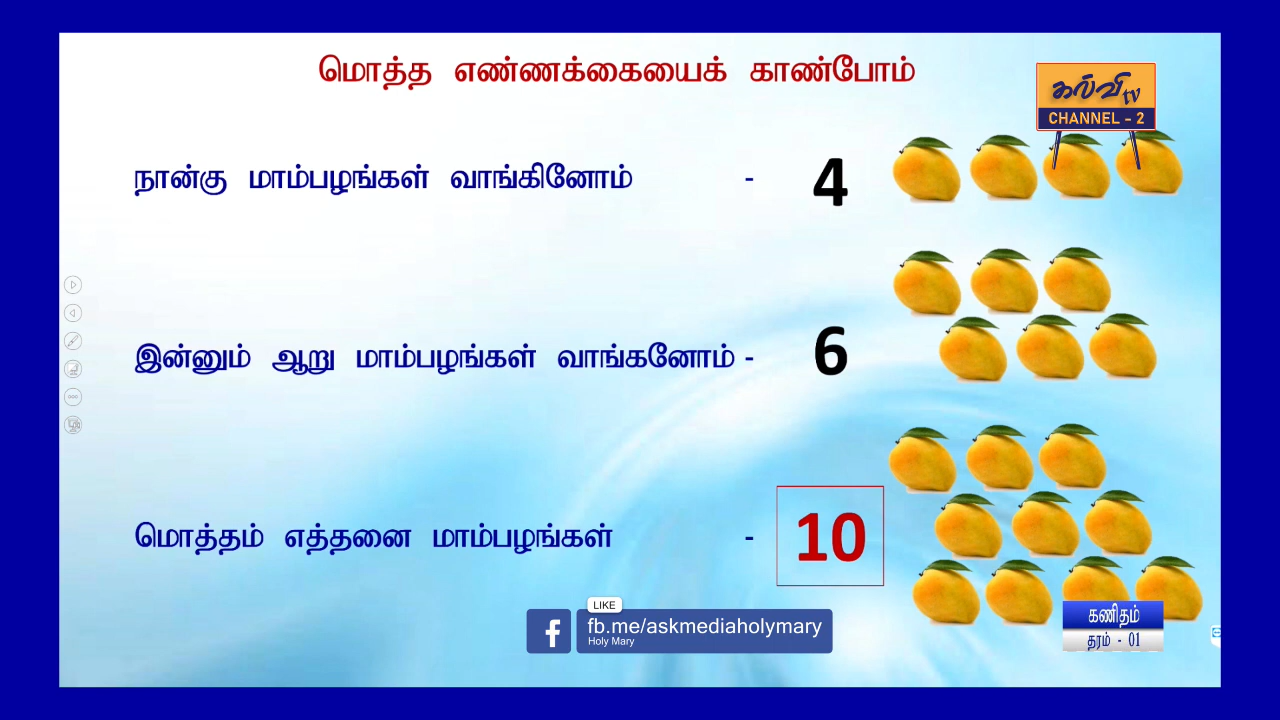 மொத்த எண்ணக்கையைக் காண்போம்
கல்வி tv
CHANNEL - 2
நான்கு மாம்பழங்கள் வாங்கினோம் - 4
இன்னும் ஆறு மாம்பழங்கள் வாங்கனோம் - 6
மொத்தம் எத்தனை மாம்பழங்கள் - 10
LIKE
fb.me/askmediaholymary
Holy Mary
கணிதம்
தரம் - 01